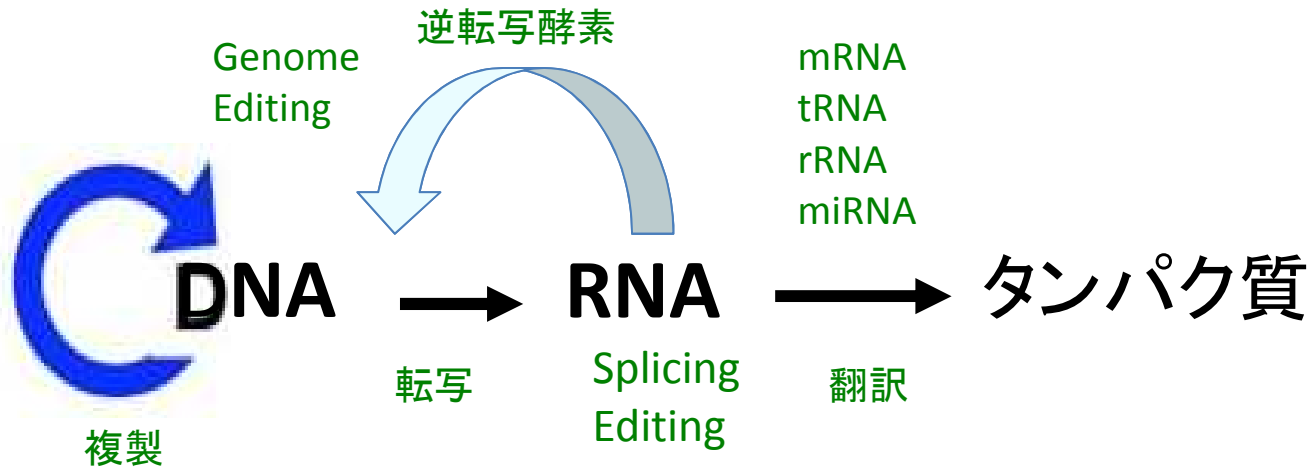 逆転写酵素
Genome
Editing
mRNA
tRNA
rRNA
miRNA
DNA
RNA
タンパク質
転写
Splicing
Editing
翻訳
複製